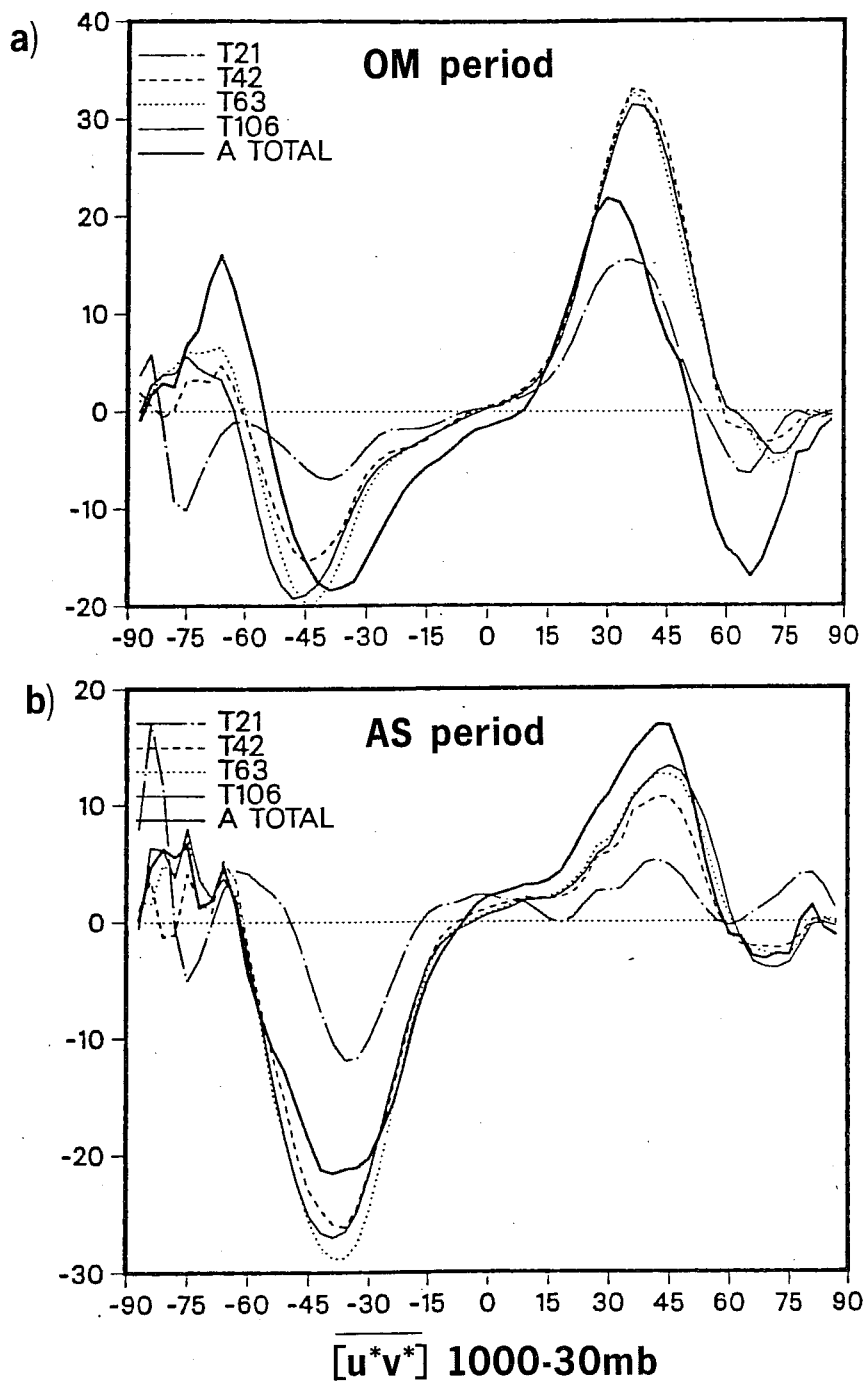 a)
OM period
T21
T42
T63
T106
A TOTAL
40
30
20
10
0
-10
-20
-90 -75 -60 -45 -30 -15 0 15 30 45 60 75 90
b)
AS period
T21
T42
T63
T106
A TOTAL
20
10
0
-10
-20
-30
-90 -75 -60 -45 -30 -15 0 15 30 45 60 75 90
[u*v*] 1000-30mb